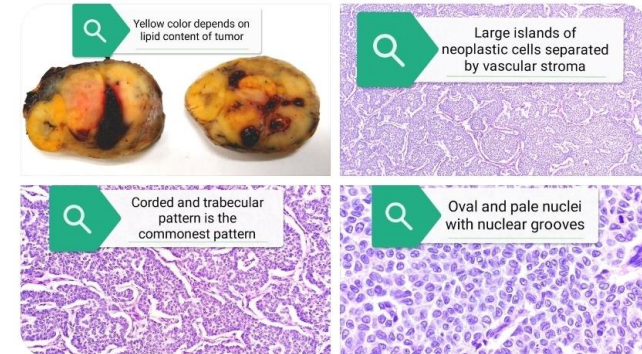 Yellow color depends on
lipid content of tumor
Large islands of
neoplastic cells separated
by vascular stroma
Corded and trabecular
pattern is the
commonest pattern
Oval and pale nuclei
with nuclear grooves